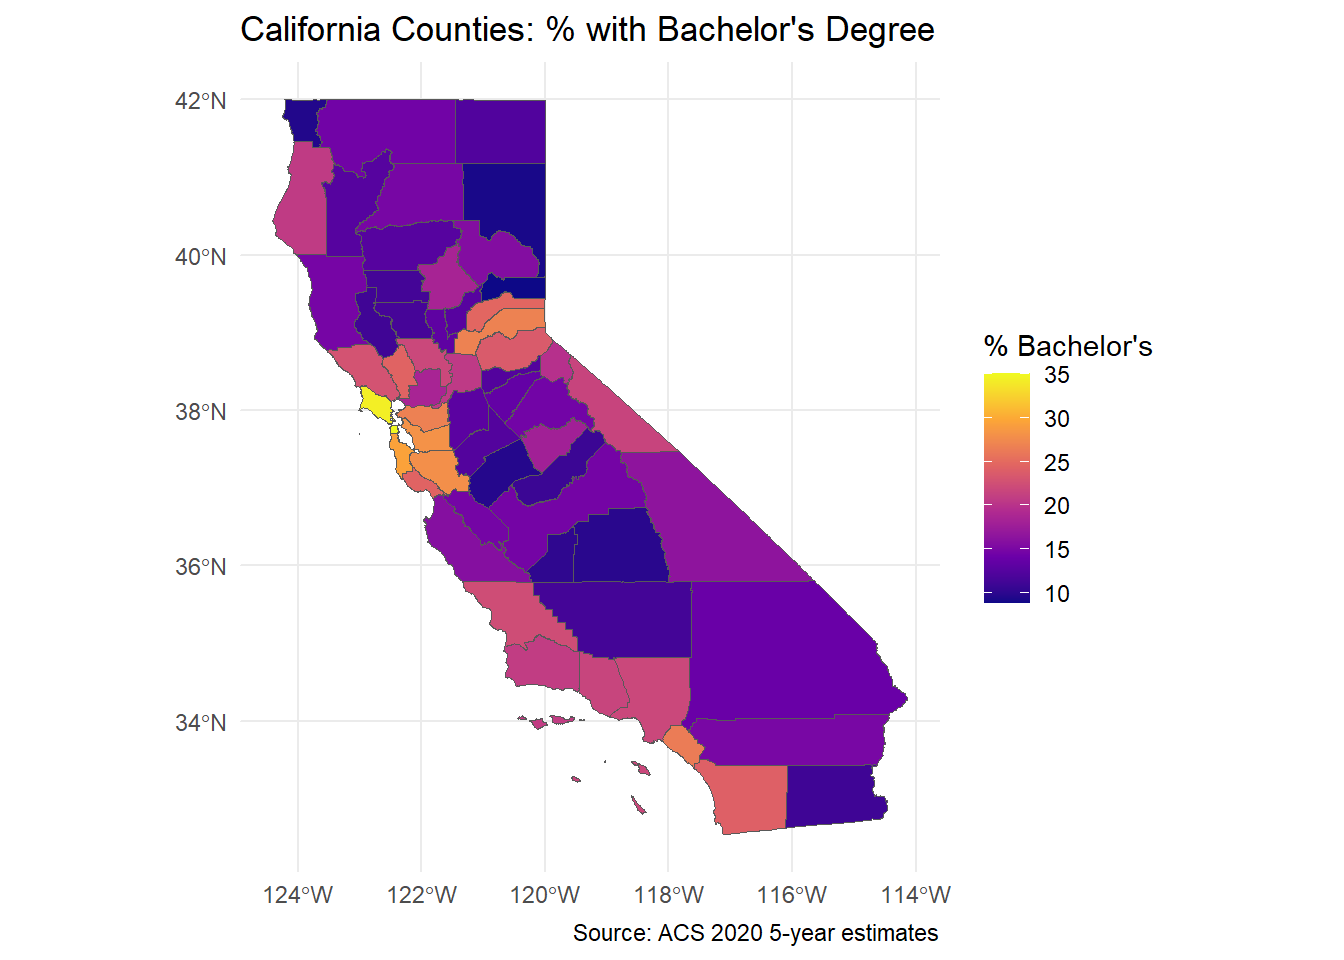 California Counties: % with Bachelor's Degree
42°N
40°N
38°N
36°N
34°N
124°W
122°W
120°W
118°W
116°W
114°W
% Bachelor's
35
30
25
20
15
10
Source: ACS 2020 5-year estimates